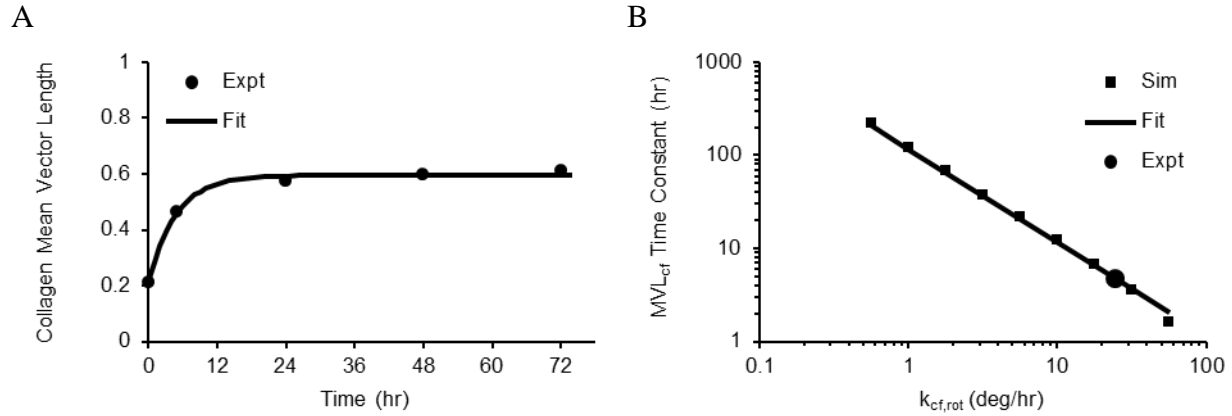 A
Collagen Mean Vector Length
1
0.8
0.6
0.4
0.2
0
Expt
Fit
0 12 24 36 48 60 72
Time (hr)
B
MVLcf Time Constant (hr)
1000
100
10
1
Sim
Fit
Expt
0.1 1 10 100
kcf,rot (deg/hr)